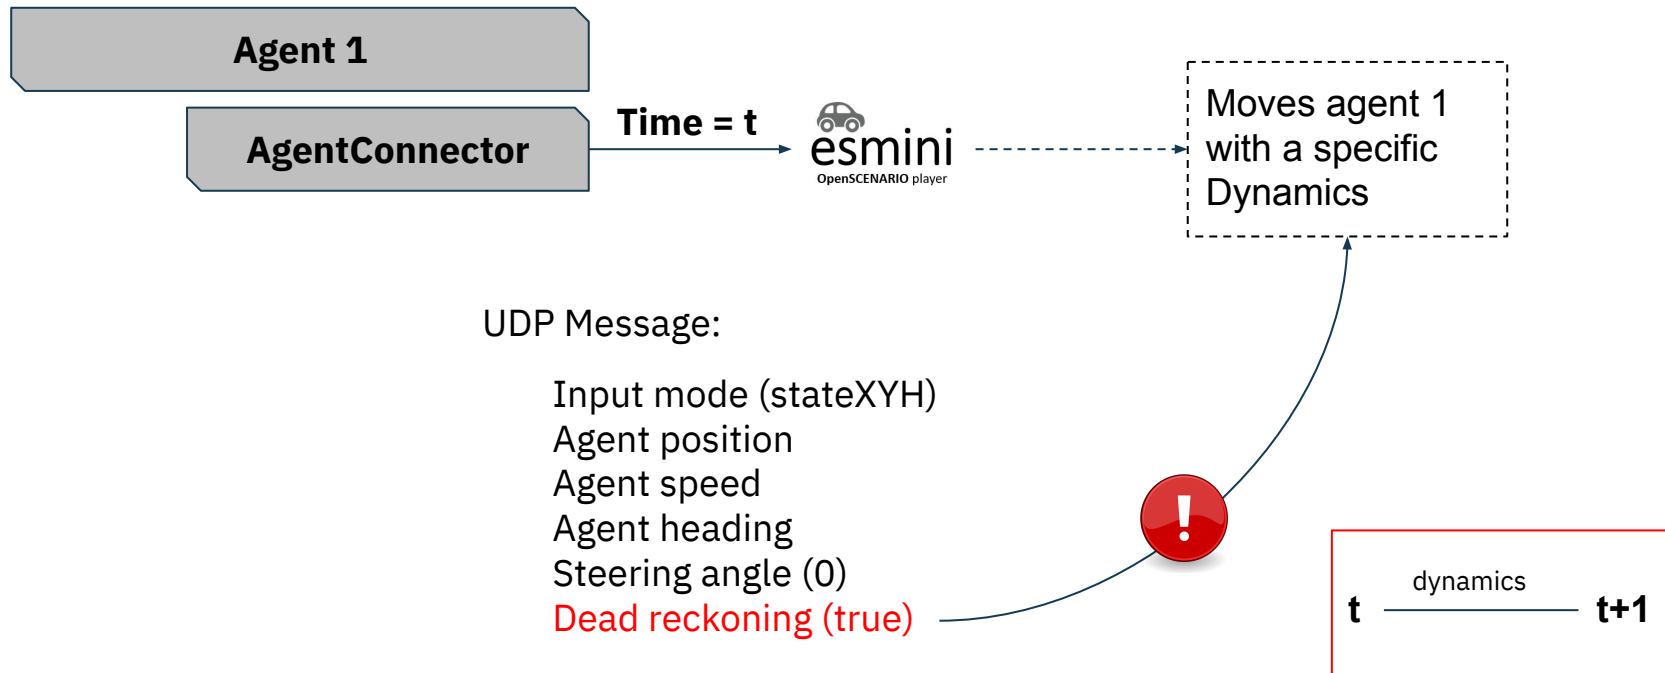 Agent 1
AgentConnector
Time = t
esmini
OpenSCENARIO player
Moves agent 1
with a specific
Dynamics
UDP Message:
Input mode (stateXYH)
Agent position
Agent speed
Agent heading
Steering angle (0)
Dead reckoning (true)
!
dynamics
t
t+1